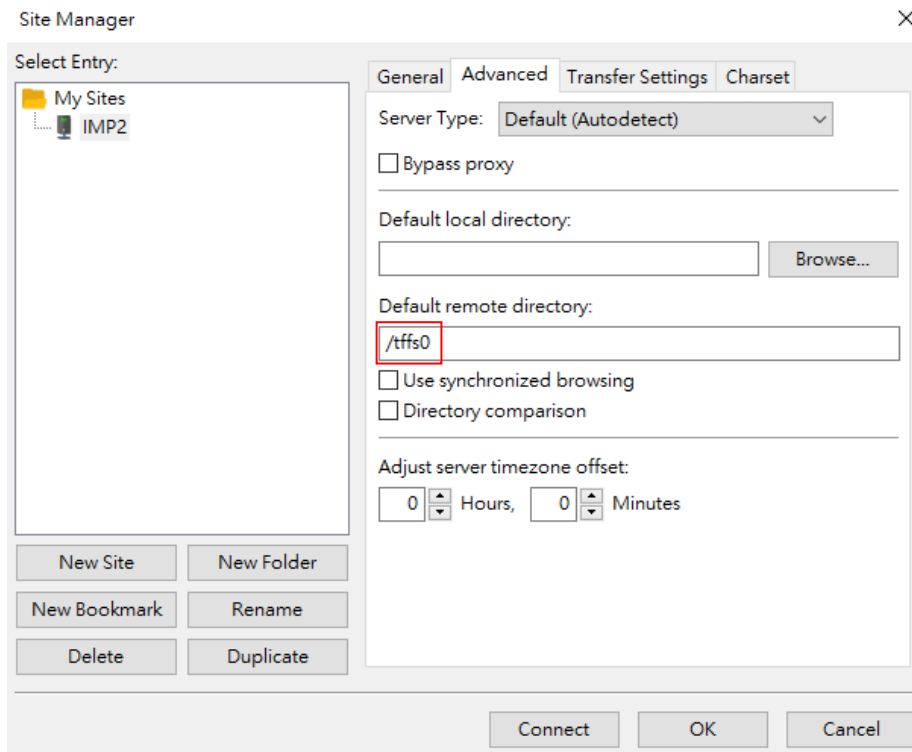 Site Manager
Select Entry:
My Sites
IMP2
New Site
New Folder
New Bookmark
Rename
Delete
Duplicate
General
Advanced
Transfer Settings
Charset
Server Type:
Default (Autodetect)
Bypass proxy
Default local directory:
Browse...
Default remote directory:
/tffs0
Use synchronized browsing
Directory comparison
Adjust server timezone offset:
0 Hours, 0 Minutes
Connect
OK
Cancel